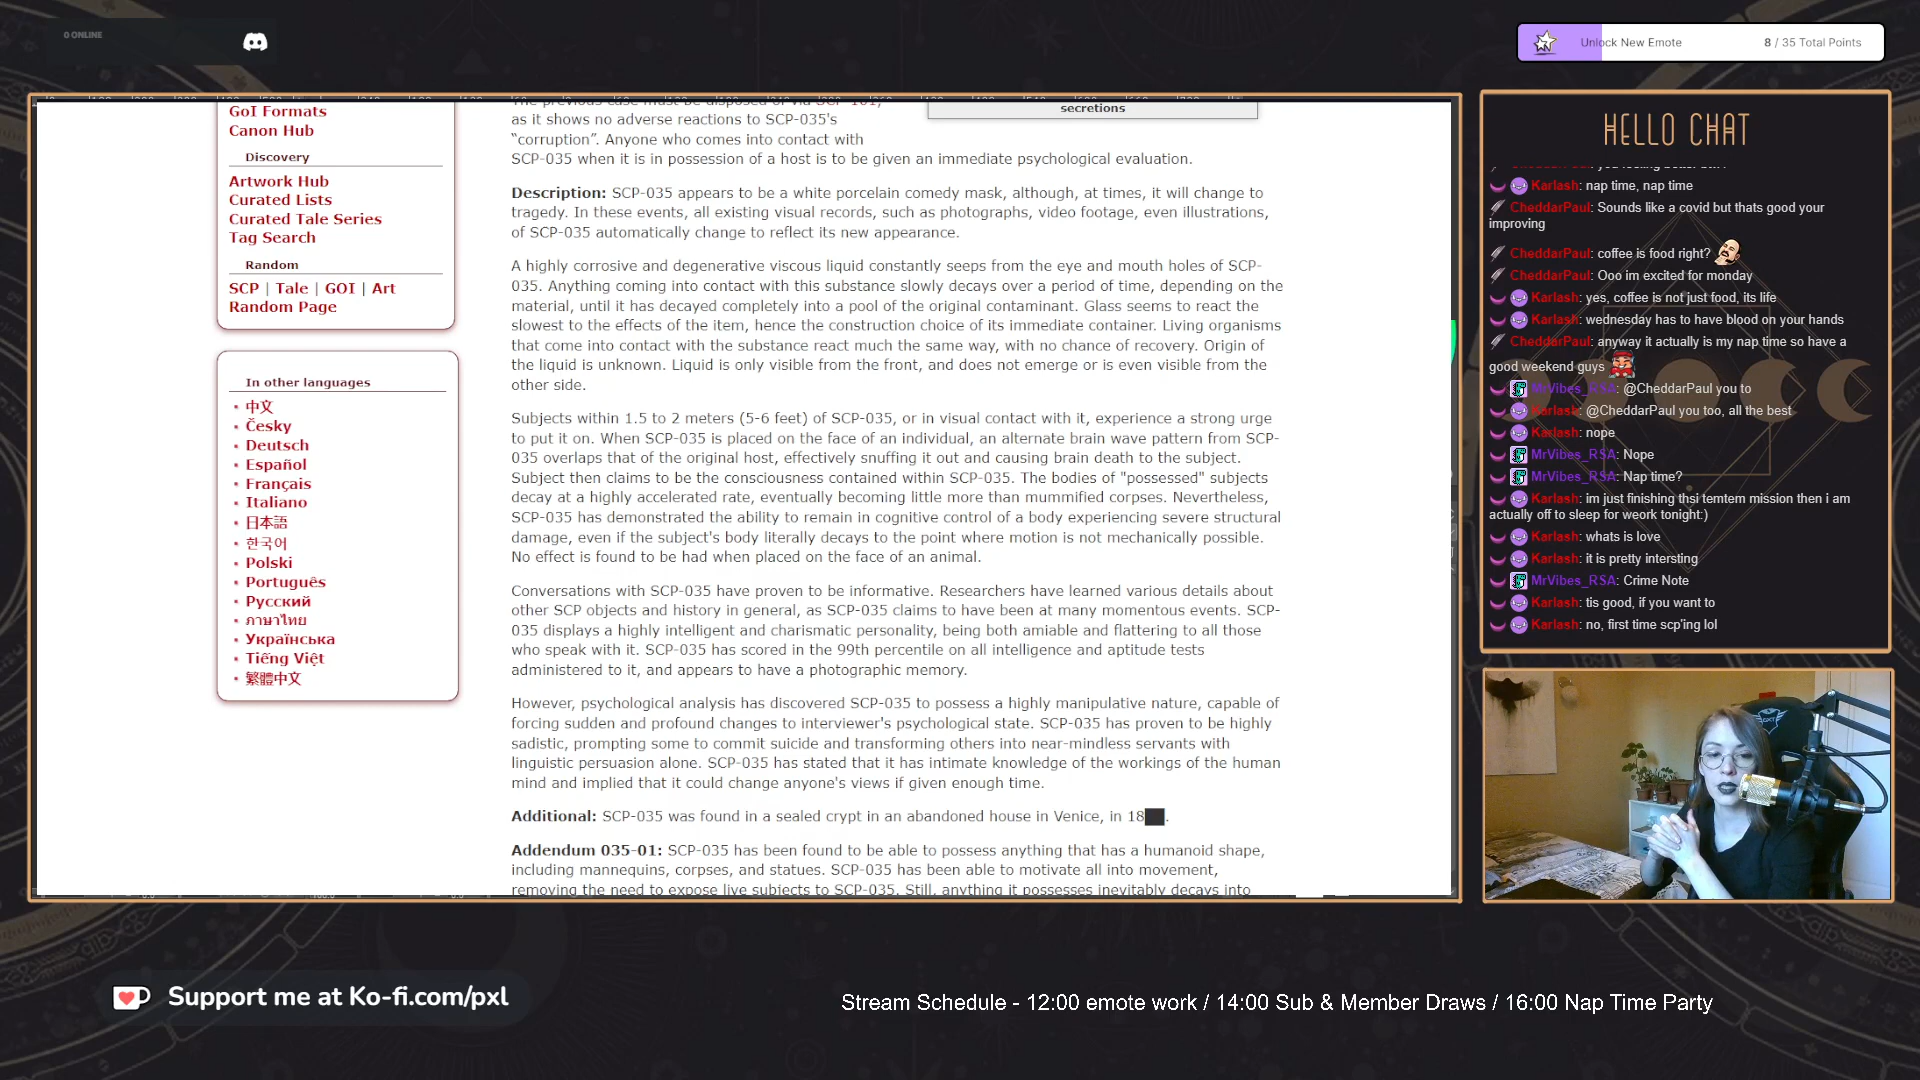 0 ONLINE
Unlock New Emote 8 / 35 Total Points
GoI Formats
Canon Hub
Discovery
Artwork Hub
Curated Lists
Curated Tale Series
Tag Search
Random
SCP | Tale | GOI | Art
Random Page
In other languages
中文
Česky
Deutsch
Español
Français
Italiano
日本語
한국어
Polski
Português
Русский
ภาษาไทย
Українська
Tiếng Việt
繁體中文
The previous case must be disposed of via SCP-101,
as it shows no adverse reactions to SCP-035's
“corruption”. Anyone who comes into contact with
SCP-035 when it is in possession of a host is to be given an immediate psychological evaluation.
secretions
Description: SCP-035 appears to be a white porcelain comedy mask, although, at times, it will change to
tragedy. In these events, all existing visual records, such as photographs, video footage, even illustrations,
of SCP-035 automatically change to reflect its new appearance.
A highly corrosive and degenerative viscous liquid constantly seeps from the eye and mouth holes of SCP-
035. Anything coming into contact with this substance slowly decays over a period of time, depending on the
material, until it has decayed completely into a pool of the original contaminant. Glass seems to react the
slowest to the effects of the item, hence the construction choice of its immediate container. Living organisms
that come into contact with the substance react much the same way, with no chance of recovery. Origin of
the liquid is unknown. Liquid is only visible from the front, and does not emerge or is even visible from the
other side.
Subjects within 1.5 to 2 meters (5-6 feet) of SCP-035, or in visual contact with it, experience a strong urge
to put it on. When SCP-035 is placed on the face of an individual, an alternate brain wave pattern from SCP-
035 overlaps that of the original host, effectively snuffing it out and causing brain death to the subject.
Subject then claims to be the consciousness contained within SCP-035. The bodies of "possessed" subjects
decay at a highly accelerated rate, eventually becoming little more than mummified corpses. Nevertheless,
SCP-035 has demonstrated the ability to remain in cognitive control of a body experiencing severe structural
damage, even if the subject's body literally decays to the point where motion is not mechanically possible.
No effect is found to be had when placed on the face of an animal.
Conversations with SCP-035 have proven to be informative. Researchers have learned various details about
other SCP objects and history in general, as SCP-035 claims to have been at many momentous events. SCP-
035 displays a highly intelligent and charismatic personality, being both amiable and flattering to all those
who speak with it. SCP-035 has scored in the 99th percentile on all intelligence and aptitude tests
administered to it, and appears to have a photographic memory.
However, psychological analysis has discovered SCP-035 to possess a highly manipulative nature, capable of
forcing sudden and profound changes to interviewer's psychological state. SCP-035 has proven to be highly
sadistic, prompting some to commit suicide and transforming others into near-mindless servants with
linguistic persuasion alone. SCP-035 has stated that it has intimate knowledge of the workings of the human
mind and implied that it could change anyone's views if given enough time.
Additional: SCP-035 was found in a sealed crypt in an abandoned house in Venice, in 18██.
Addendum 035-01: SCP-035 has been found to be able to possess anything that has a humanoid shape,
including mannequins, corpses, and statues. SCP-035 has been able to motivate all into movement,
removing the need to expose live subjects to SCP-035. Still, anything it possesses inevitably decays into
HELLO CHAT
Karlash: nap time, nap time
CheddarPaul: Sounds like a covid but thats good your
improving
CheddarPaul: coffee is food right?
CheddarPaul: Ooo im excited for monday
Karlash: yes, coffee is not just food, its life
Karlash: wednesday has to have blood on your hands
CheddarPaul: anyway it actually is my nap time so have a
good weekend guys
MrVibes_RSA: @CheddarPaul you to
Karlash: @CheddarPaul you too, all the best
Karlash: nope
MrVibes_RSA: Nope
MrVibes_RSA: Nap time?
Karlash: im just finishing thsi temtem mission then i am
actually off to sleep for weork tonight:)
Karlash: whats is love
Karlash: it is pretty intersting
MrVibes_RSA: Crime Note
Karlash: tis good, if you want to
Karlash: no, first time scp'ing lol
Support me at Ko-fi.com/pxl
Stream Schedule - 12:00 emote work / 14:00 Sub & Member Draws / 16:00 Nap Time Party